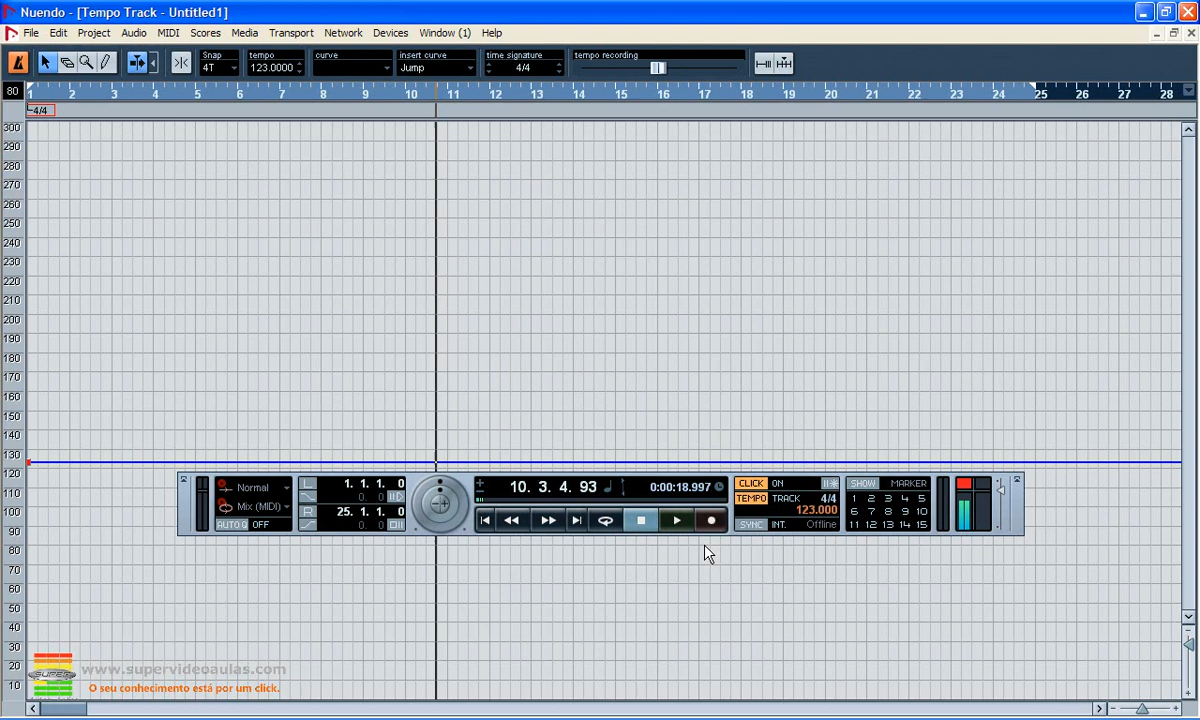 Nuendo - [Tempo Track - Untitled1]
File Edit Project Audio MIDI Scores Media Transport Network Devices Window (1) Help
Snap tempo curve insert curve time signature tempo recording
4T 123.0000 Jump 4/4
80 1 2 3 4 5 6 7 8 9 10 11 12 13 14 15 16 17 18 19 20 21 22 23 24 25 26 27 28
4/4
300
290
280
270
260
250
240
230
220
210
200
190
180
170
160
150
140
130
120
110
100
90
80
70
60
50
40
30
20
10
Normal L 1. 1. 1. 0 10. 3. 4. 93 0:00:18.997 CLICK ON SHOW MARKER
0. 0 TEMPO TRACK 4/4 1 2 3 4 5
Mix (MIDI) R 25. 1. 1. 0 123.000 6 7 8 9 10
AUTO Q OFF 0. 0 SYNC INT. Offline 11 12 13 14 15
SUPER www.supervideoaulas.com
O seu conhecimento está por um click.